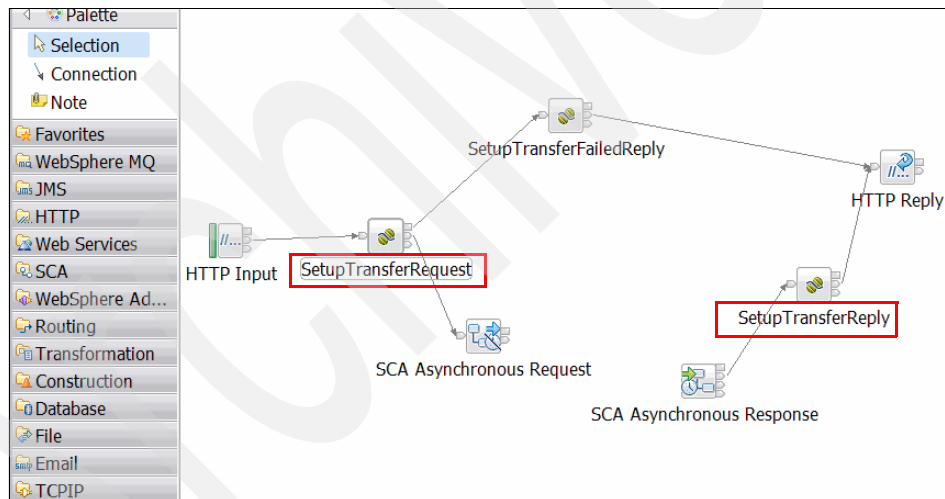 Palette
Selection
Connection
Note
Favorites
WebSphere MQ
JMS
HTTP
Web Services
SCA
WebSphere Ad...
Routing
Transformation
Construction
Database
File
Email
TCPIP
SetupTransferFailedReply
HTTP Reply
HTTP Input
SetupTransferRequest
SetupTransferReply
SCA Asynchronous Request
SCA Asynchronous Response